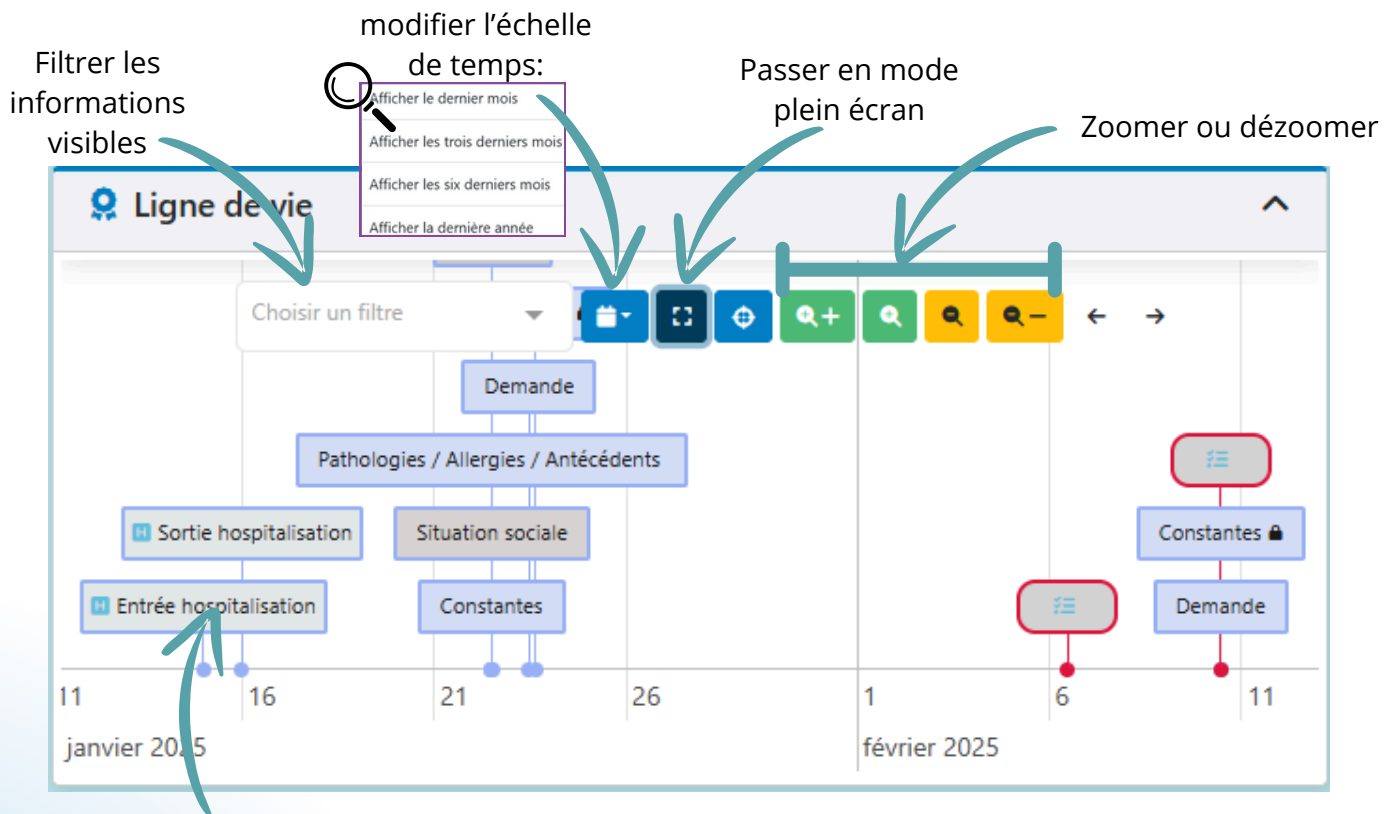 modifier l’échelle
de temps:
Filtrer les
informations
visibles
Afficher le dernier mois
Afficher les trois derniers mois
Afficher les six derniers mois
Afficher la dernière année
Passer en mode
plein écran
Zoomer ou dézoomer
Ligne de vie
Choisir un filtre
Demande
Pathologies / Allergies / Antécédents
Sortie hospitalisation
Situation sociale
Constantes
Entrée hospitalisation
Constantes
Demande
11 16 21 26 1 6 11
janvier 2025 février 2025